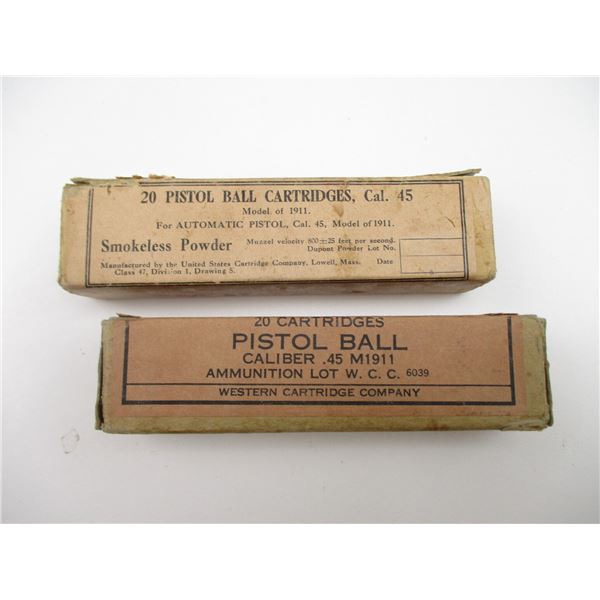 20 PISTOL BALL CARTRIDGES, Cal. 45
Model of 1911.
For AUTOMATIC PISTOL, Cal. 45, Model of 1911.
Smokeless Powder Muzzel velocity 800±25 feet per second.
Dupont Powder Lot No.
Manufactured by the United States Cartridge Company, Lowell, Mass. Date
Class 47, Division 1, Drawing 5.
20 CARTRIDGES
PISTOL BALL
CALIBER .45 M1911
AMMUNITION LOT W. C. C. 6039
WESTERN CARTRIDGE COMPANY